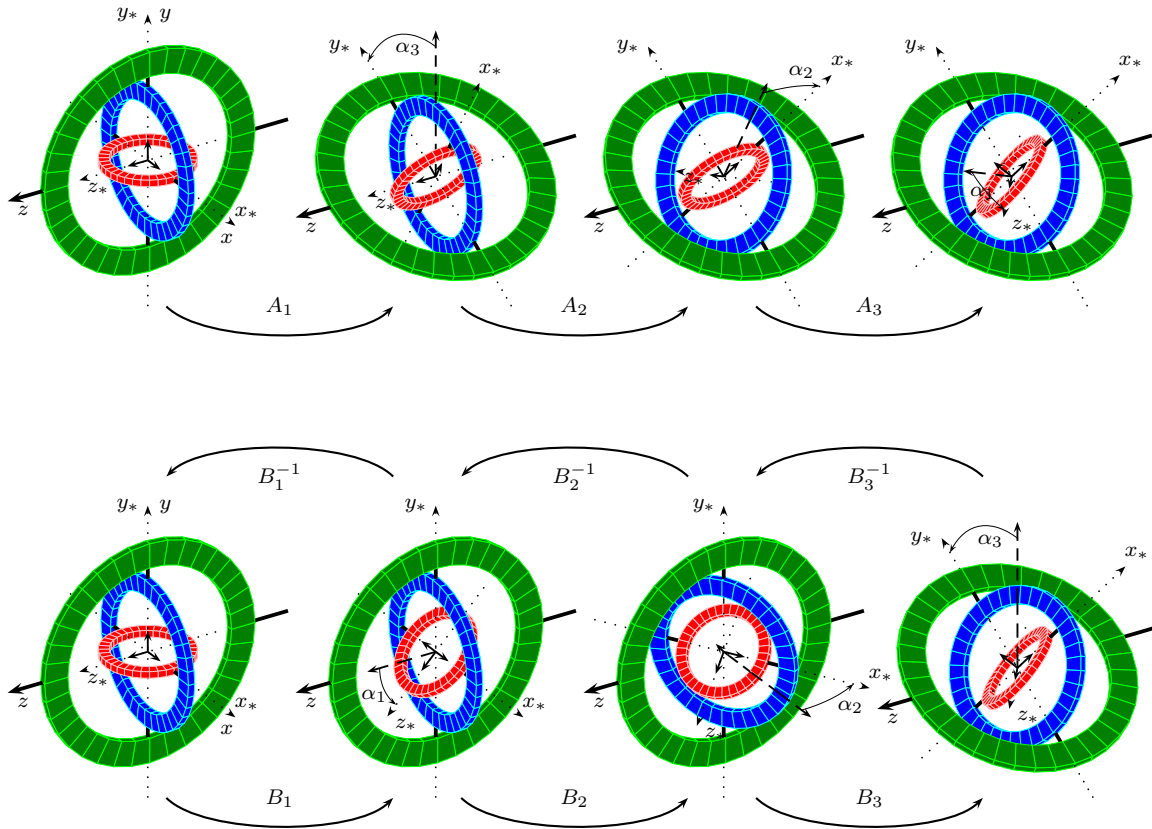 y* y
z*
z
x*
x
y* α3
x*
z*
z
y*
α2 x*
z*
z
y*
x*
α1
z*
z
A1 A2 A3
B1^-1 B2^-1 B3^-1
y* y
z*
z
x*
x
y*
α1
z*
x*
y*
x*
α2
z*
y* α3
x*
z*
z
B1 B2 B3